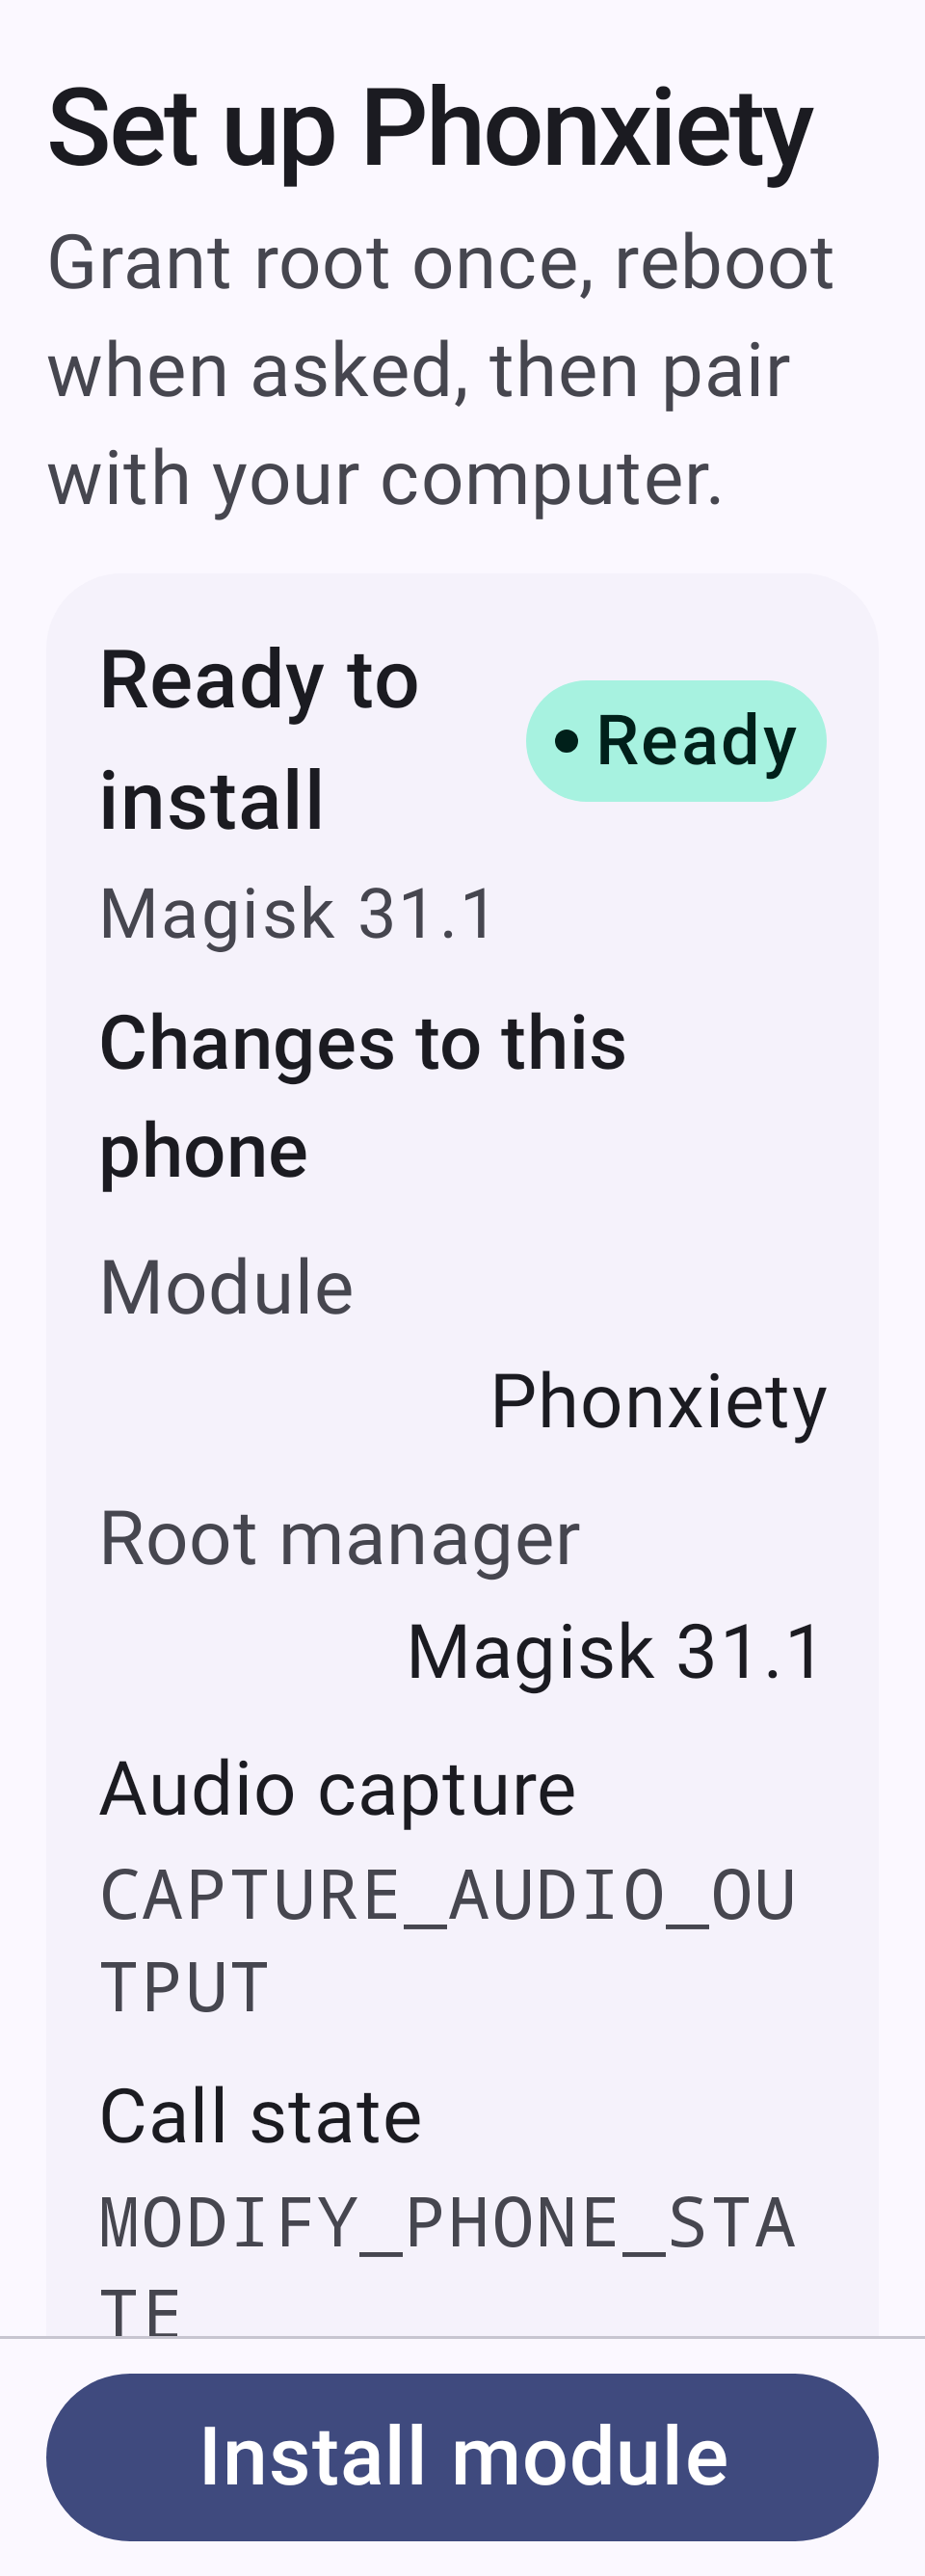 Set up Phonxiety
Grant root once, reboot
when asked, then pair
with your computer.
Ready to
install
• Ready
Magisk 31.1
Changes to this
phone
Module
Phonxiety
Root manager
Magisk 31.1
Audio capture
CAPTURE_AUDIO_OU
TPUT
Call state
MODIFY_PHONE_STA
TE
Install module